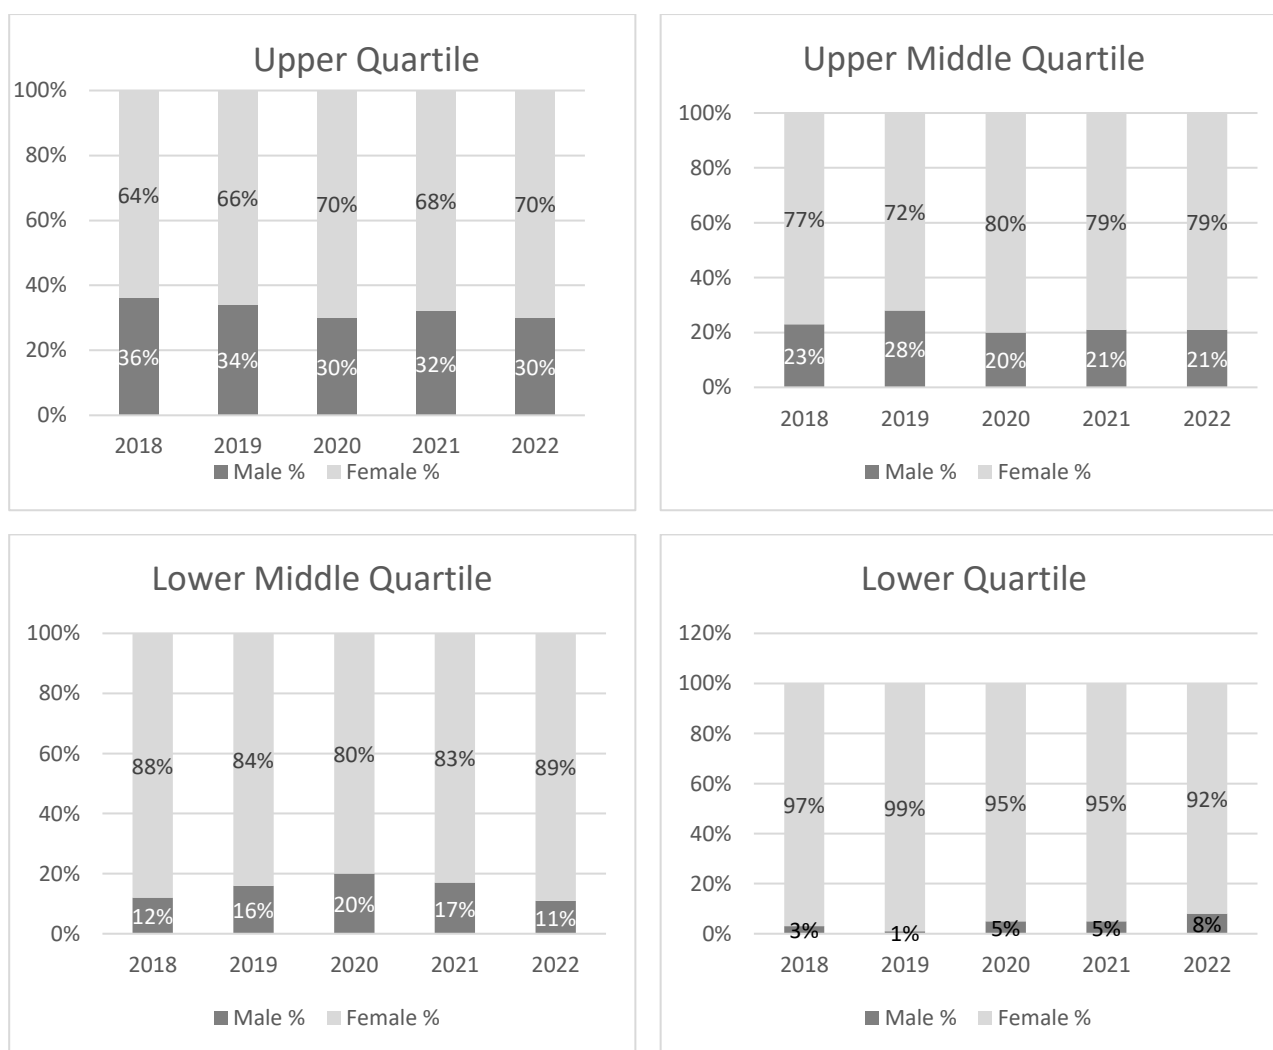 Upper Quartile
100%
80%
60%
40%
20%
0%
64% 66% 70% 68% 70%
36% 34% 30% 32% 30%
2018 2019 2020 2021 2022
Male % Female %
Upper Middle Quartile
100%
80%
60%
40%
20%
0%
77% 72% 80% 79% 79%
23% 28% 20% 21% 21%
2018 2019 2020 2021 2022
Male % Female %
Lower Middle Quartile
100%
80%
60%
40%
20%
0%
88% 84% 80% 83% 89%
12% 16% 20% 17% 11%
2018 2019 2020 2021 2022
Male % Female %
Lower Quartile
120%
100%
80%
60%
40%
20%
0%
97% 99% 95% 95% 92%
3% 1% 5% 5% 8%
2018 2019 2020 2021 2022
Male % Female %